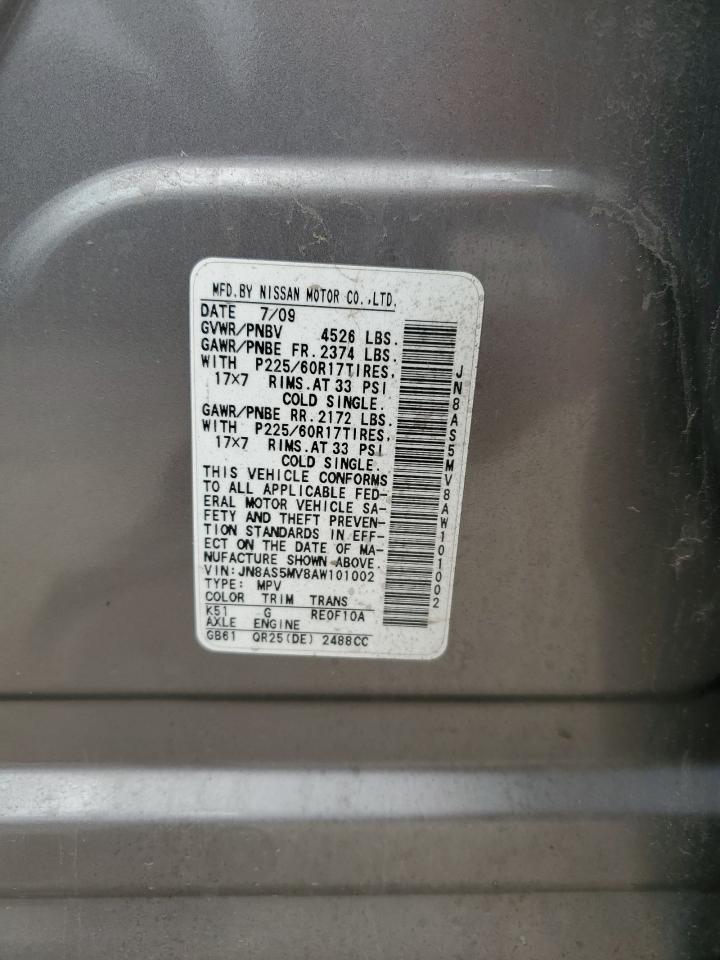 MFD.BY NISSAN MOTOR CO.,LTD.
DATE 7/09
GVWR/PNBV 4526 LBS.
GAWR/PNBE FR. 2374 LBS.
WITH P225/60R17TIRES,
17×7 RIMS.AT 33 PSI
COLD SINGLE.
GAWR/PNBE RR. 2172 LBS.
WITH P225/60R17TIRES,
17×7 RIMS.AT 33 PSI
COLD SINGLE.
THIS VEHICLE CONFORMS
TO ALL APPLICABLE FED-
ERAL MOTOR VEHICLE SA-
FETY AND THEFT PREVEN-
TION STANDARDS IN EFF-
ECT ON THE DATE OF MA-
NUFACTURE SHOWN ABOVE.
VIN:JN8AS5MV8AW101002
TYPE: MPV
COLOR TRIM TRANS
K51 G RE0F10A
AXLE ENGINE
GB61 QR25(DE) 2488CC
JN8AS5MV8AW101002